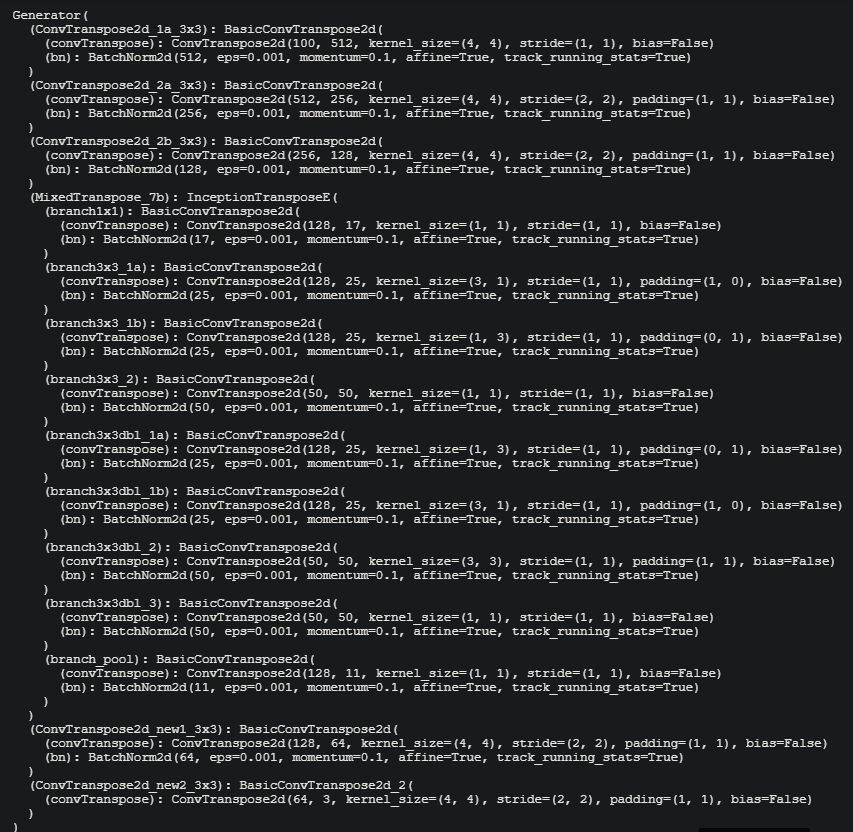 Generator(
  (ConvTranspose2d_1a_3x3): BasicConvTranspose2d(
    (convTranspose): ConvTranspose2d(100, 512, kernel_size=(4, 4), stride=(1, 1), bias=False)
    (bn): BatchNorm2d(512, eps=0.001, momentum=0.1, affine=True, track_running_stats=True)
  )
  (ConvTranspose2d_2a_3x3): BasicConvTranspose2d(
    (convTranspose): ConvTranspose2d(512, 256, kernel_size=(4, 4), stride=(2, 2), padding=(1, 1), bias=False)
    (bn): BatchNorm2d(256, eps=0.001, momentum=0.1, affine=True, track_running_stats=True)
  )
  (ConvTranspose2d_2b_3x3): BasicConvTranspose2d(
    (convTranspose): ConvTranspose2d(256, 128, kernel_size=(4, 4), stride=(2, 2), padding=(1, 1), bias=False)
    (bn): BatchNorm2d(128, eps=0.001, momentum=0.1, affine=True, track_running_stats=True)
  )
  (MixedTranspose_7b): InceptionTransposeE(
    (branch1x1): BasicConvTranspose2d(
      (convTranspose): ConvTranspose2d(128, 17, kernel_size=(1, 1), stride=(1, 1), bias=False)
      (bn): BatchNorm2d(17, eps=0.001, momentum=0.1, affine=True, track_running_stats=True)
    )
    (branch3x3_1a): BasicConvTranspose2d(
      (convTranspose): ConvTranspose2d(128, 25, kernel_size=(3, 1), stride=(1, 1), padding=(1, 0), bias=False)
      (bn): BatchNorm2d(25, eps=0.001, momentum=0.1, affine=True, track_running_stats=True)
    )
    (branch3x3_1b): BasicConvTranspose2d(
      (convTranspose): ConvTranspose2d(128, 25, kernel_size=(1, 3), stride=(1, 1), padding=(0, 1), bias=False)
      (bn): BatchNorm2d(25, eps=0.001, momentum=0.1, affine=True, track_running_stats=True)
    )
    (branch3x3_2): BasicConvTranspose2d(
      (convTranspose): ConvTranspose2d(50, 50, kernel_size=(1, 1), stride=(1, 1), bias=False)
      (bn): BatchNorm2d(50, eps=0.001, momentum=0.1, affine=True, track_running_stats=True)
    )
    (branch3x3dbl_1a): BasicConvTranspose2d(
      (convTranspose): ConvTranspose2d(128, 25, kernel_size=(1, 3), stride=(1, 1), padding=(0, 1), bias=False)
      (bn): BatchNorm2d(25, eps=0.001, momentum=0.1, affine=True, track_running_stats=True)
    )
    (branch3x3dbl_1b): BasicConvTranspose2d(
      (convTranspose): ConvTranspose2d(128, 25, kernel_size=(3, 1), stride=(1, 1), padding=(1, 0), bias=False)
      (bn): BatchNorm2d(25, eps=0.001, momentum=0.1, affine=True, track_running_stats=True)
    )
    (branch3x3dbl_2): BasicConvTranspose2d(
      (convTranspose): ConvTranspose2d(50, 50, kernel_size=(3, 3), stride=(1, 1), padding=(1, 1), bias=False)
      (bn): BatchNorm2d(50, eps=0.001, momentum=0.1, affine=True, track_running_stats=True)
    )
    (branch3x3dbl_3): BasicConvTranspose2d(
      (convTranspose): ConvTranspose2d(50, 50, kernel_size=(1, 1), stride=(1, 1), bias=False)
      (bn): BatchNorm2d(50, eps=0.001, momentum=0.1, affine=True, track_running_stats=True)
    )
    (branch_pool): BasicConvTranspose2d(
      (convTranspose): ConvTranspose2d(128, 11, kernel_size=(1, 1), stride=(1, 1), bias=False)
      (bn): BatchNorm2d(11, eps=0.001, momentum=0.1, affine=True, track_running_stats=True)
    )
  )
  (ConvTranspose2d_new1_3x3): BasicConvTranspose2d(
    (convTranspose): ConvTranspose2d(128, 64, kernel_size=(4, 4), stride=(2, 2), padding=(1, 1), bias=False)
    (bn): BatchNorm2d(64, eps=0.001, momentum=0.1, affine=True, track_running_stats=True)
  )
  (ConvTranspose2d_new2_3x3): BasicConvTranspose2d_2(
    (convTranspose): ConvTranspose2d(64, 3, kernel_size=(4, 4), stride=(2, 2), padding=(1, 1), bias=False)
  )
)